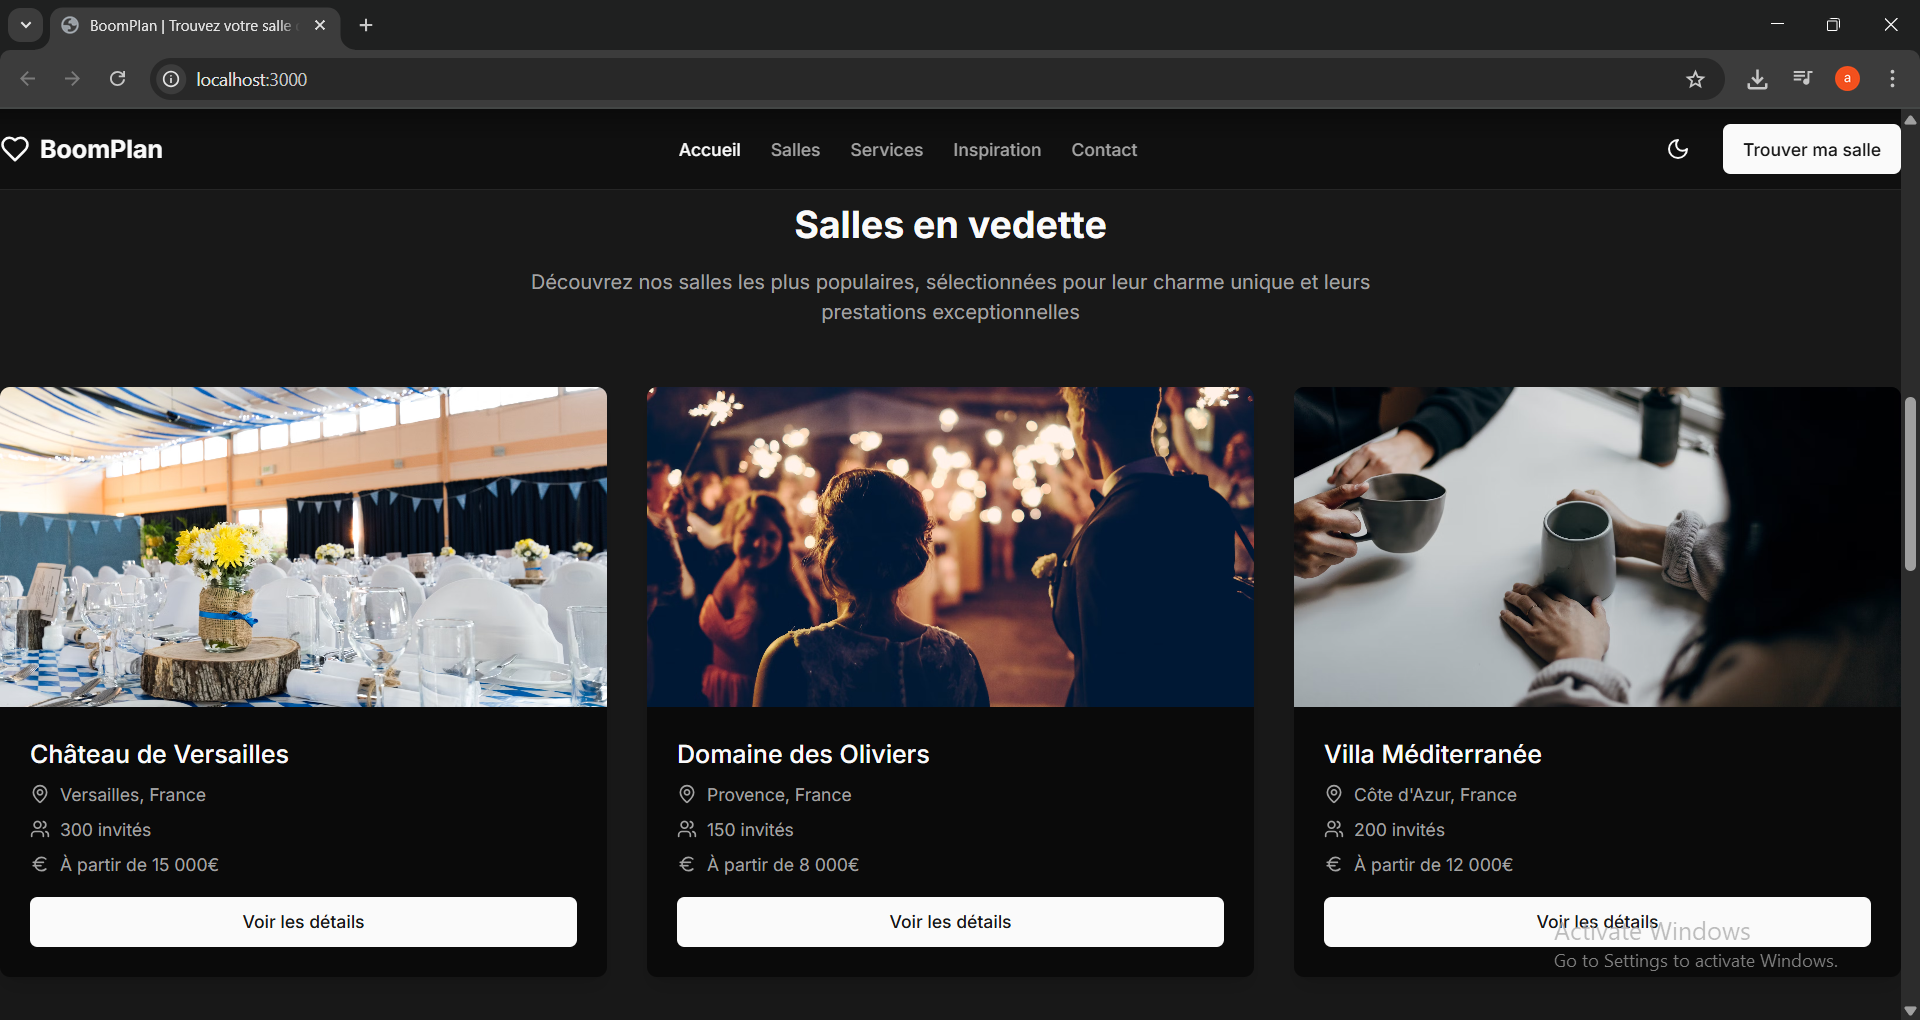 BoomPlan | Trouvez votre salle
localhost:3000
a
BoomPlan
Accueil
Salles
Services
Inspiration
Contact
Trouver ma salle
Salles en vedette
Découvrez nos salles les plus populaires, sélectionnées pour leur charme unique et leurs
prestations exceptionnelles
Château de Versailles
Versailles, France
300 invités
€ À partir de 15 000€
Voir les détails
Domaine des Oliviers
Provence, France
150 invités
€ À partir de 8 000€
Voir les détails
Villa Méditerranée
Côte d'Azur, France
200 invités
€ À partir de 12 000€
Voir les détails
Activate Windows
Go to Settings to activate Windows.